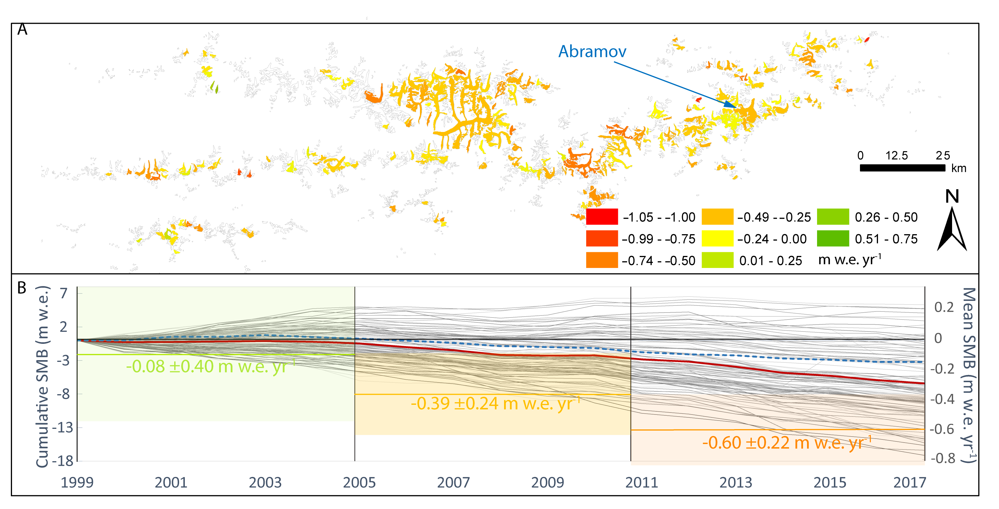 A
Abramov
0 12.5 25
km
N
-1.05 - -1.00 -0.49 --0.25 0.26 - 0.50
-0.99 - -0.75 -0.24 - 0.00 0.51 - 0.75
-0.74 - -0.50 0.01 - 0.25 m w.e. yr⁻¹
B
Cumulative SMB (m w.e.)
7
2
-3
-8
-13
-18
-0.08 ±0.40 m w.e. yr⁻¹
-0.39 ±0.24 m w.e. yr⁻¹
-0.60 ±0.22 m w.e. yr⁻¹
0.2
0
-0.2
-0.4
-0.6
-0.8
Mean SMB (m w.e. yr⁻¹)
1999 2001 2003 2005 2007 2009 2011 2013 2015 2017